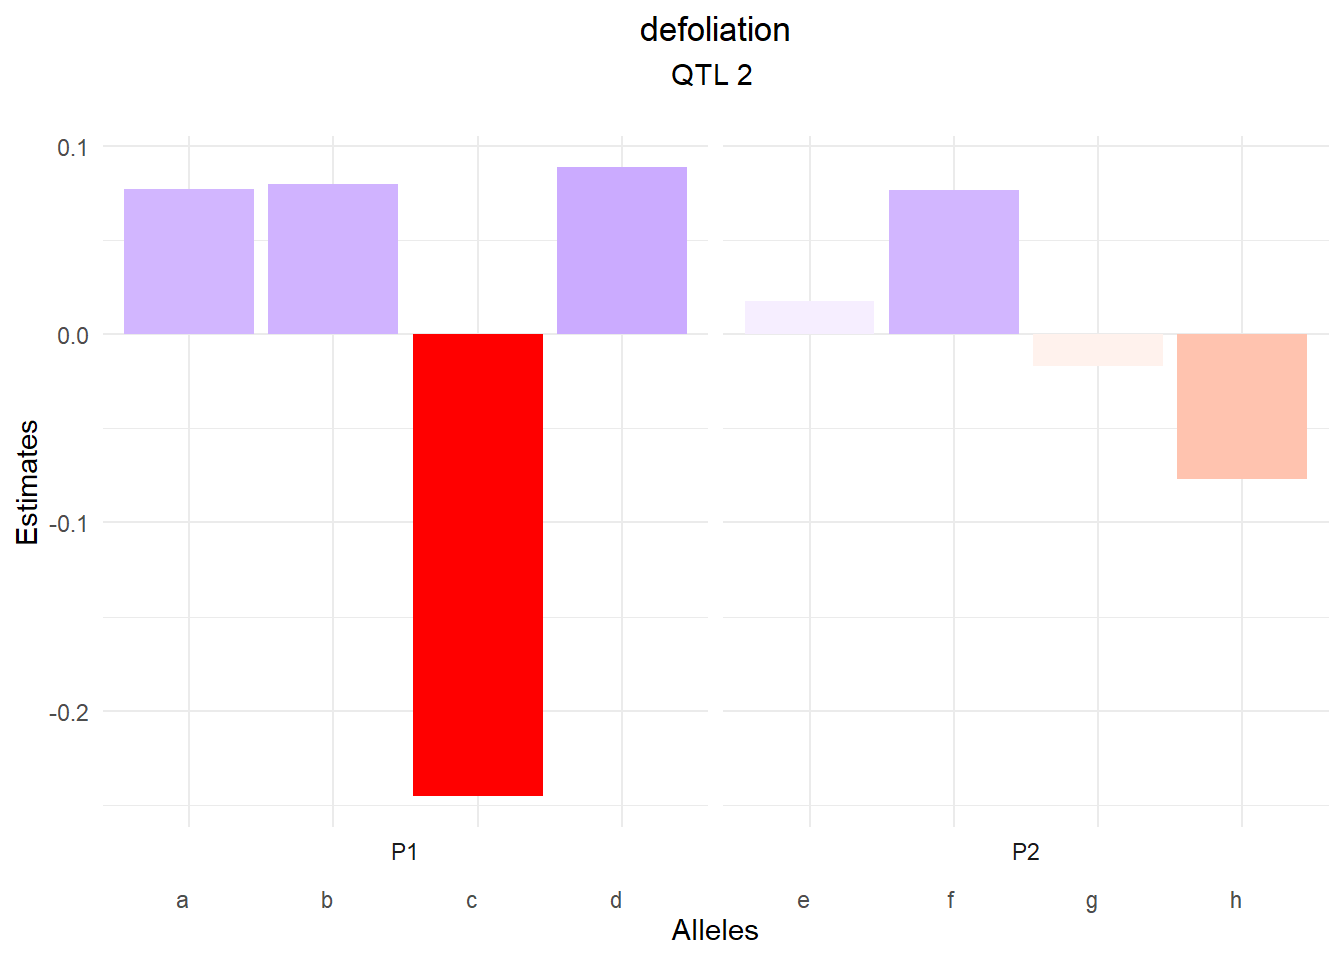 defoliation
QTL 2
0.1
0.0
-0.1
-0.2
Estimates
P1 P2
a b c d e f g h
Alleles